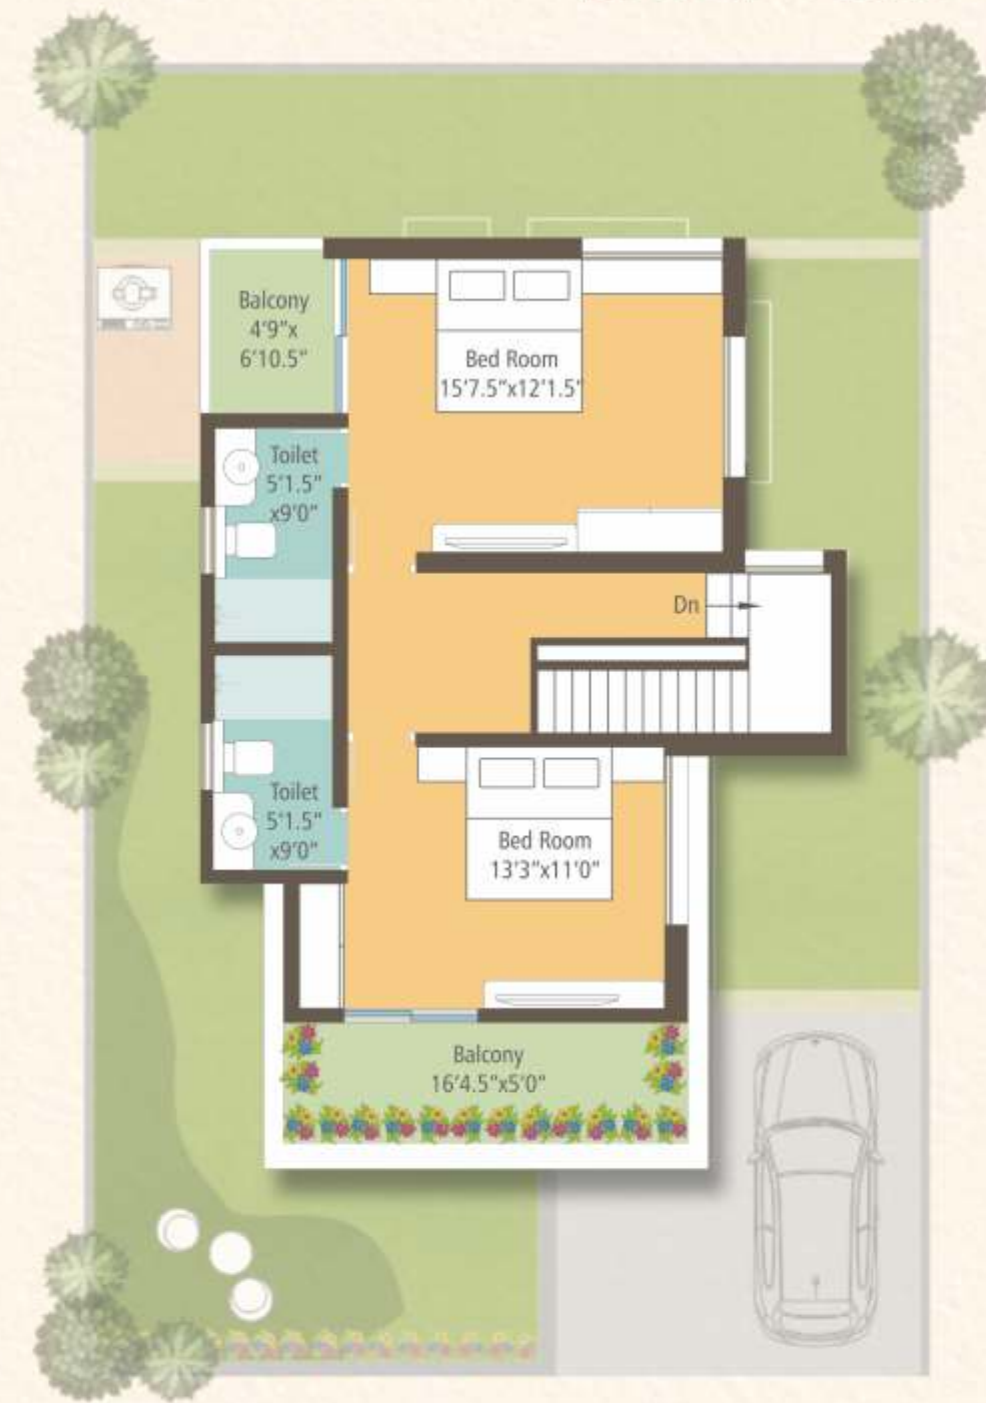 Balcony
4'9"x
6'10.5"
Bed Room
15'7.5"x12'1.5'
Toilet
5'1.5"
x9'0"
Dn
Toilet
5'1.5"
x9'0"
Bed Room
13'3"x11'0"
Balcony
16'4.5"x5'0"